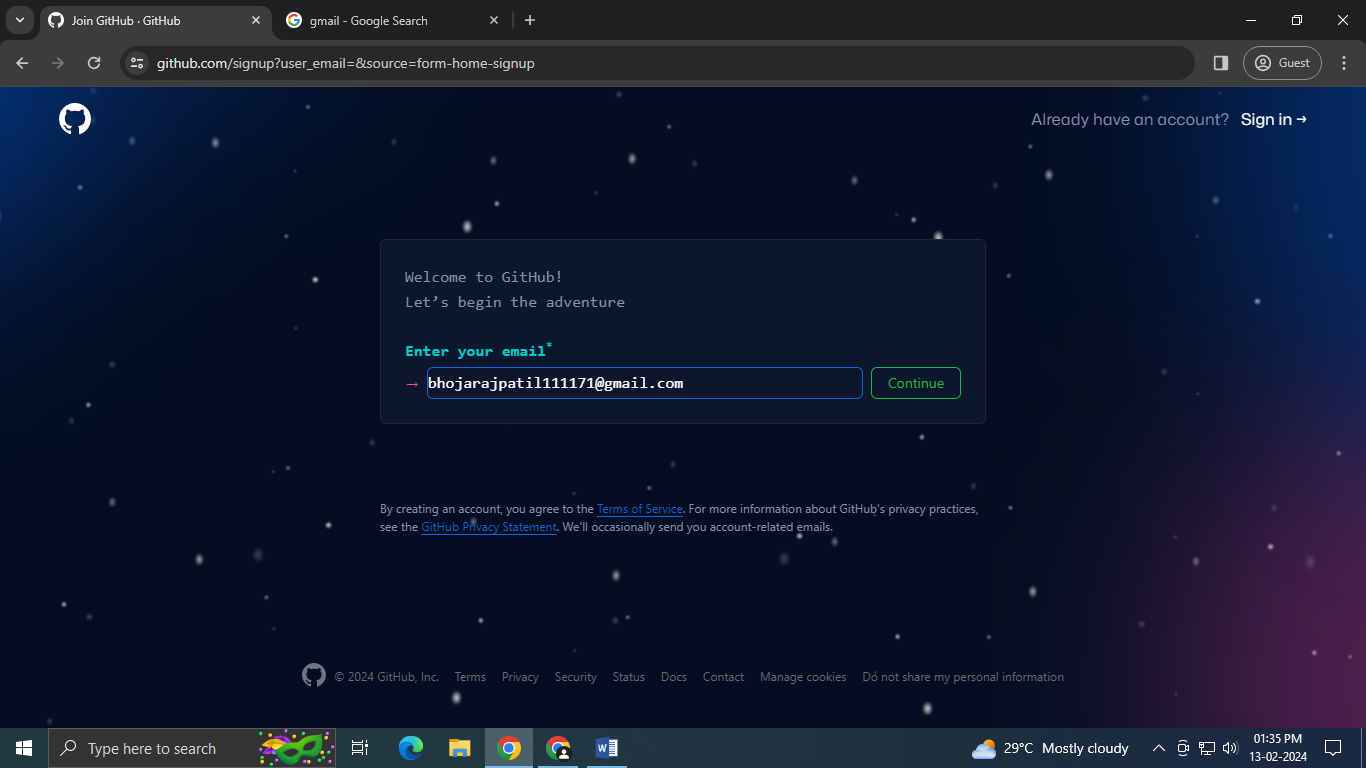 Join GitHub · GitHub
gmail - Google Search
github.com/signup?user_email=&source=form-home-signup
Guest
Already have an account? Sign in →
Welcome to GitHub!
Let’s begin the adventure
Enter your email*
→ bhojarajpatil111171@gmail.com Continue
By creating an account, you agree to the Terms of Service. For more information about GitHub's privacy practices,
see the GitHub Privacy Statement. We'll occasionally send you account-related emails.
© 2024 GitHub, Inc. Terms Privacy Security Status Docs Contact Manage cookies Do not share my personal information
Type here to search
29°C Mostly cloudy
01:35 PM
13-02-2024